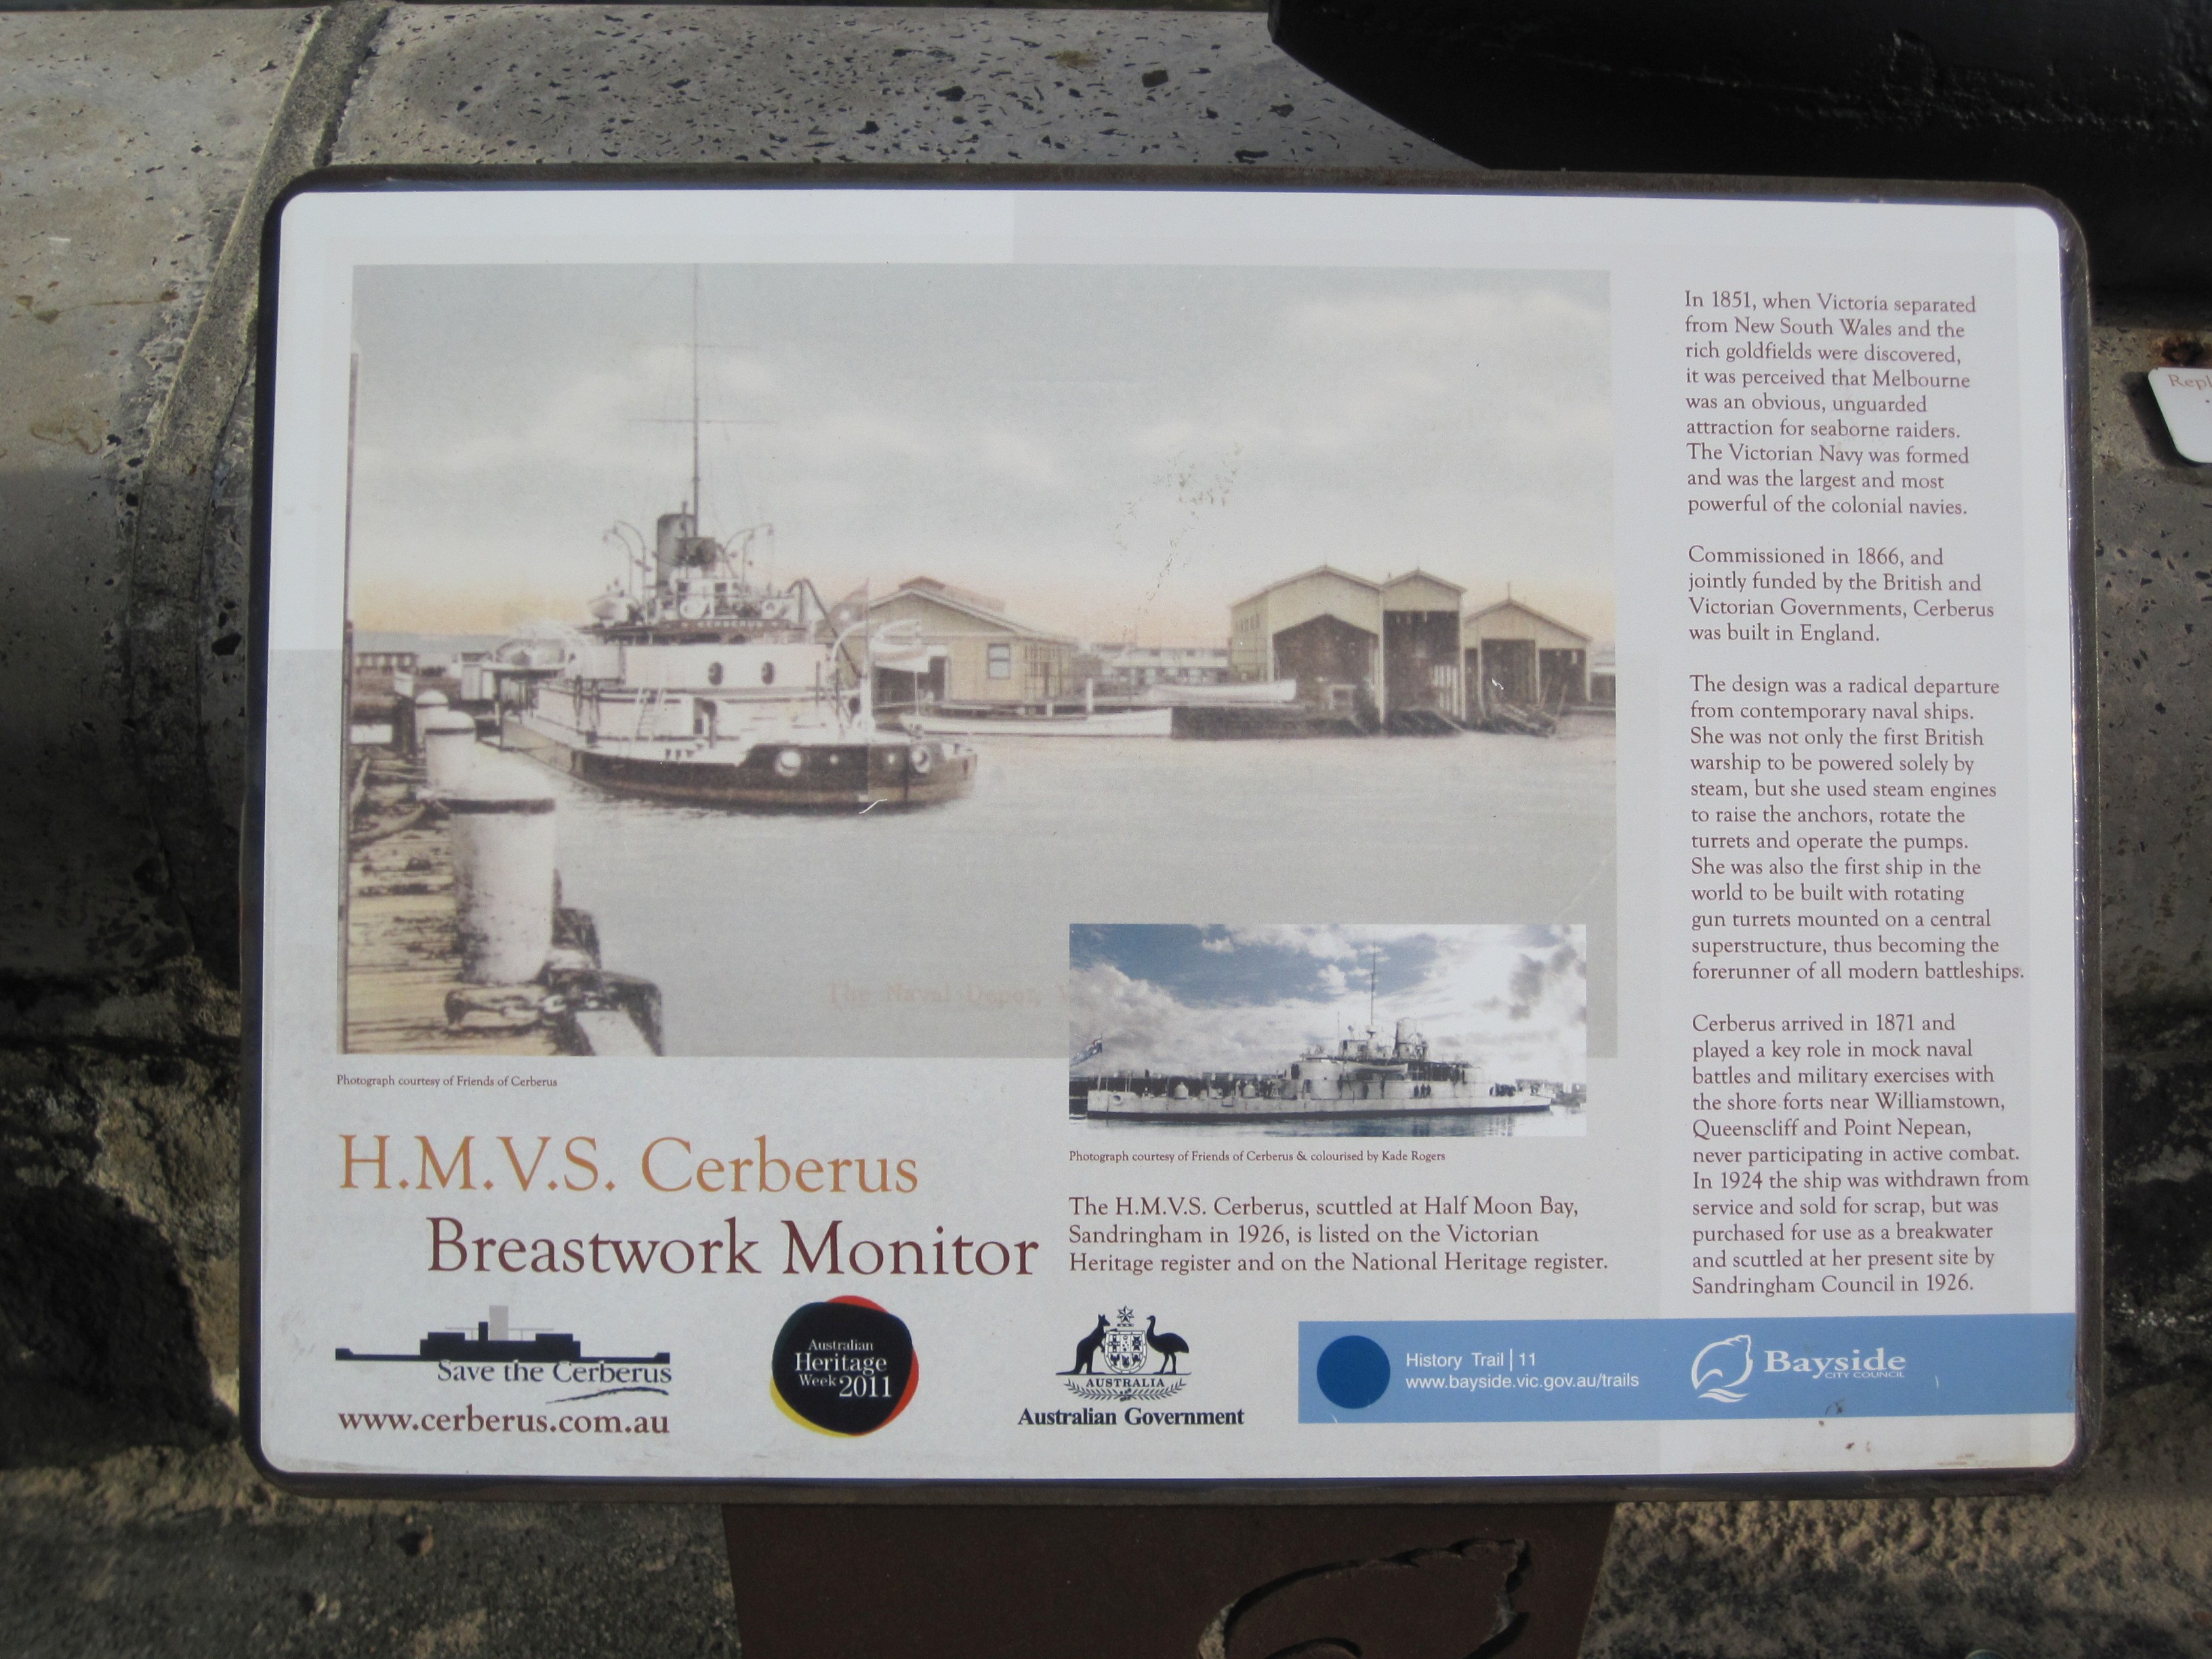 CERBERUS
The Naval Depot,
Photograph courtesy of Friends of Cerberus
H.M.V.S. Cerberus
Breastwork Monitor
Photograph courtesy of Friends of Cerberus & colourised by Kade Rogers
The H.M.V.S. Cerberus, scuttled at Half Moon Bay,
Sandringham in 1926, is listed on the Victorian
Heritage register and on the National Heritage register.
In 1851, when Victoria separated
from New South Wales and the
rich goldfields were discovered,
it was perceived that Melbourne
was an obvious, unguarded
attraction for seaborne raiders.
The Victorian Navy was formed
and was the largest and most
powerful of the colonial navies.
Commissioned in 1866, and
jointly funded by the British and
Victorian Governments, Cerberus
was built in England.
The design was a radical departure
from contemporary naval ships.
She was not only the first British
warship to be powered solely by
steam, but she used steam engines
to raise the anchors, rotate the
turrets and operate the pumps.
She was also the first ship in the
world to be built with rotating
gun turrets mounted on a central
superstructure, thus becoming the
forerunner of all modern battleships.
Cerberus arrived in 1871 and
played a key role in mock naval
battles and military exercises with
the shore forts near Williamstown,
Queenscliff and Point Nepean,
never participating in active combat.
In 1924 the ship was withdrawn from
service and sold for scrap, but was
purchased for use as a breakwater
and scuttled at her present site by
Sandringham Council in 1926.
Save the Cerberus
www.cerberus.com.au
Australian
Heritage
Week 2011
AUSTRALIA
Australian Government
History Trail | 11
www.bayside.vic.gov.au/trails
Bayside
CITY COUNCIL